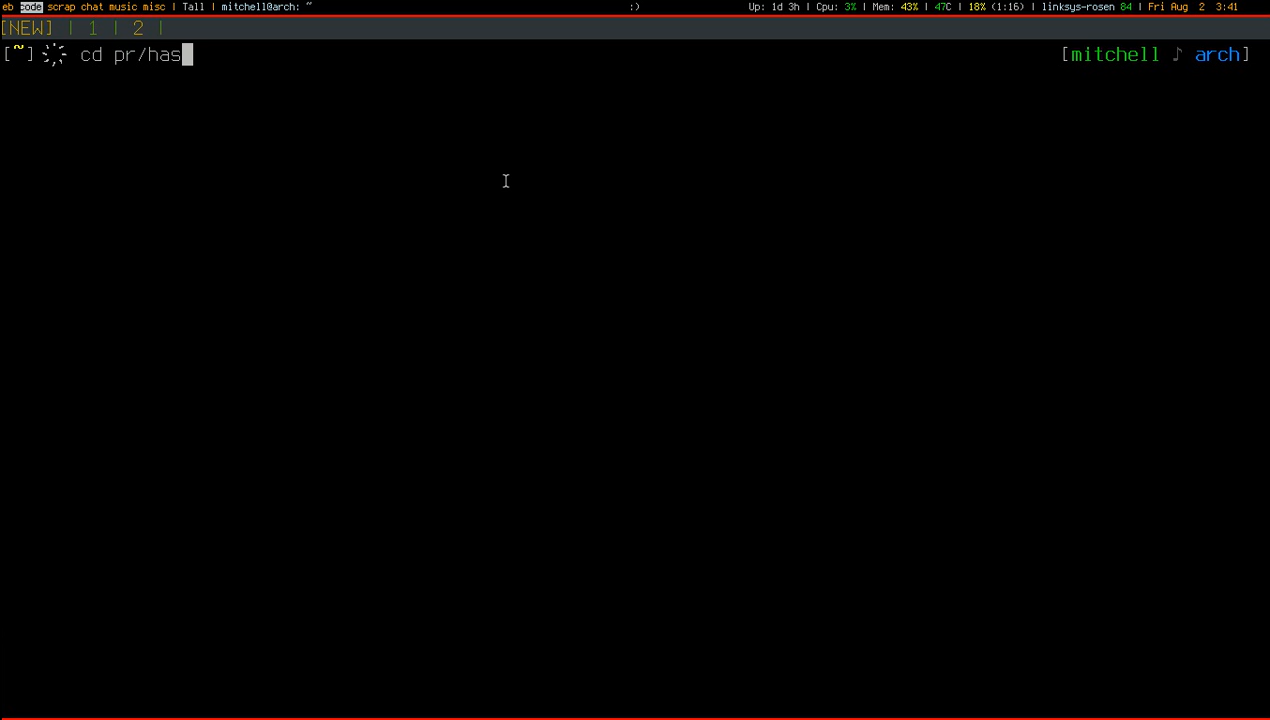 eb code scrap chat music misc | Tall | mitchell@arch: ~ :) Up: 1d 3h | Cpu: 3% | Mem: 43% | 47C | 18% (1:16) | linksys-rosen 84 | Fri Aug 2 3:41
[NEW] | 1 | 2 |
[~] cd pr/has [mitchell ♪ arch]